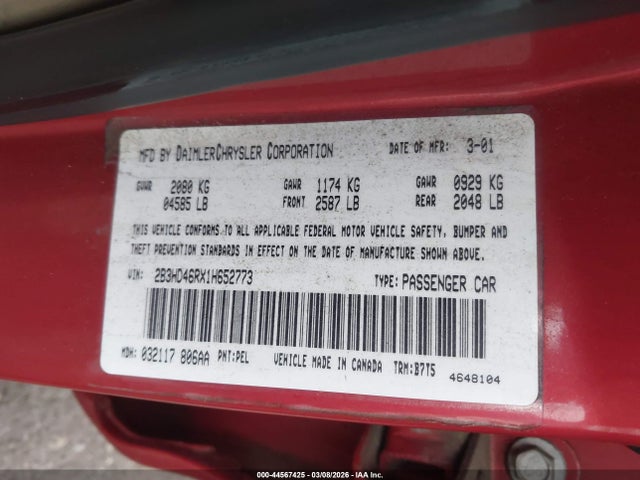 MFD BY DAIMLERCHRYSLER CORPORATION DATE OF MFR: 3-01
GVWR 2080 KG GAWR 1174 KG GAWR 0929 KG
04585 LB FRONT 2587 LB REAR 2048 LB
THIS VEHICLE CONFORMS TO ALL APPLICABLE FEDERAL MOTOR VEHICLE SAFETY, BUMPER AND
THEFT PREVENTION STANDARDS IN EFFECT ON THE DATE OF MANUFACTURE SHOWN ABOVE.
VIN: 2B3HD46RX1H652773 TYPE: PASSENGER CAR
MDH: 032117 806AA PNT:PEL VEHICLE MADE IN CANADA TRM:B7T5 4648104
000-44567425 - 03/08/2026 - IAA Inc.